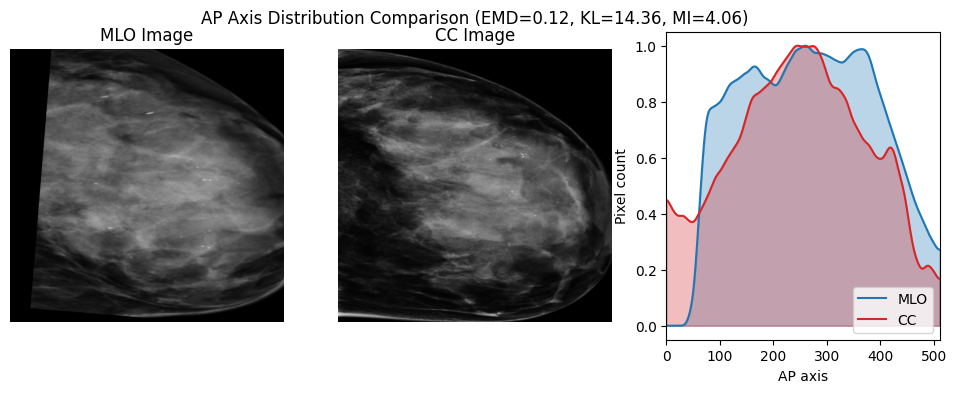 AP Axis Distribution Comparison (EMD=0.12, KL=14.36, MI=4.06)
MLO Image
CC Image
1.0
0.8
0.6
0.4
0.2
0.0
Pixel count
MLO
CC
0
100
200
300
400
500
AP axis